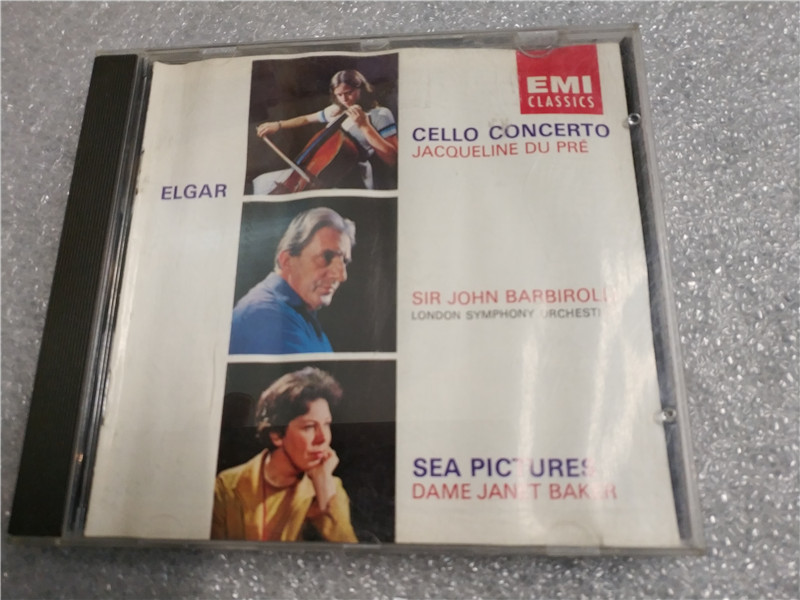 EMI
CLASSICS
CELLO CONCERTO
JACQUELINE DU PRÉ
ELGAR
SIR JOHN BARBIROLLI
LONDON SYMPHONY ORCHESTRA
SEA PICTURES
DAME JANET BAKER